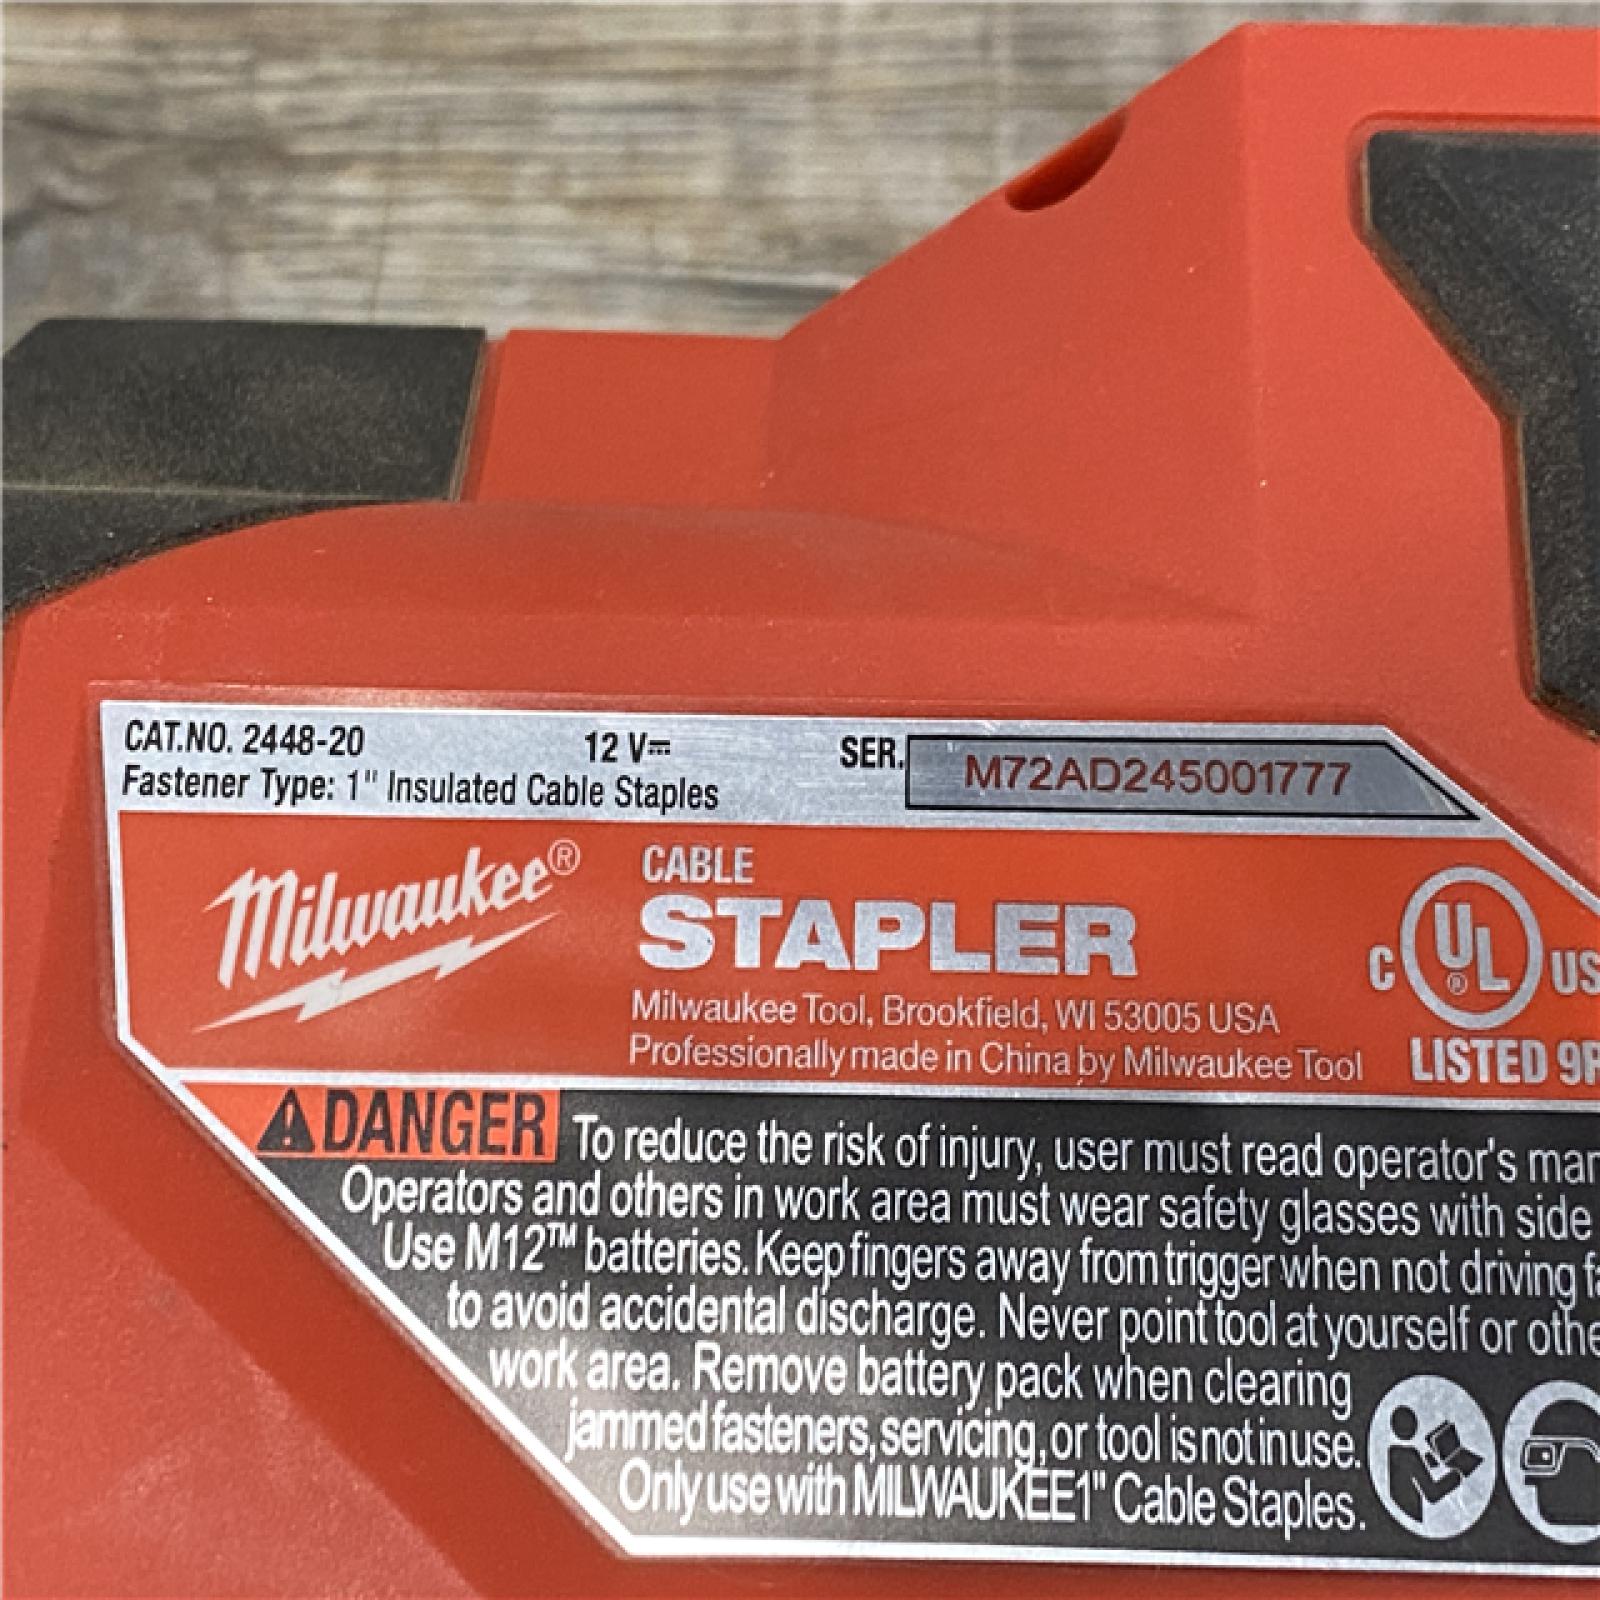 CAT.NO. 2448-20 12 V⎓ SER. M72AD245001777
Fastener Type: 1" Insulated Cable Staples
Milwaukee®
CABLE
STAPLER
Milwaukee Tool, Brookfield, WI 53005 USA
Professionally made in China by Milwaukee Tool
C UL® US
LISTED 9
⚠DANGER To reduce the risk of injury, user must read operator's
Operators and others in work area must wear safety glasses with side
Use M12™ batteries. Keep fingers away from trigger when not driving
to avoid accidental discharge. Never point tool at yourself or
work area. Remove battery pack when clearing
jammed fasteners, servicing, or tool is not in use.
Only use with MILWAUKEE 1" Cable Staples.